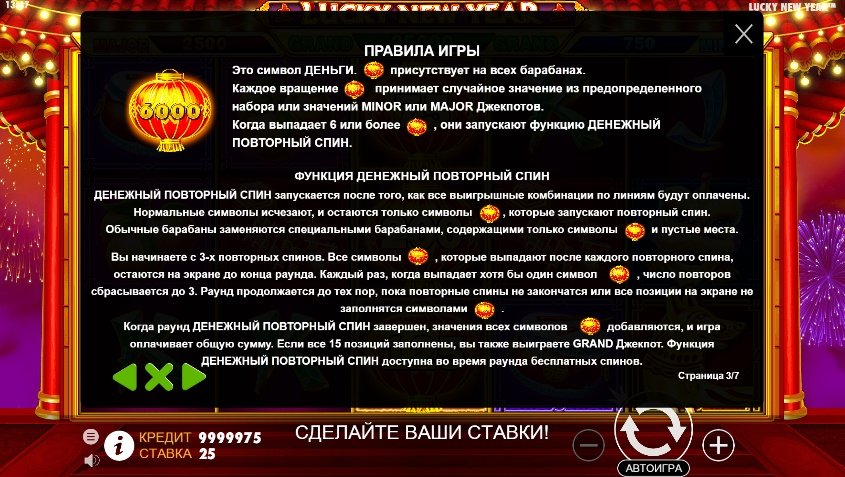 LUCKY NEW YEAR
LUCKY NEW YEAR™
2500
750
ПРАВИЛА ИГРЫ
6000
Это символ ДЕНЬГИ. присутствует на всех барабанах.
Каждое вращение принимает случайное значение из предопределенного
набора или значений MINOR или MAJOR Джекпотов.
Когда выпадает 6 или более , они запускают функцию ДЕНЕЖНЫЙ
ПОВТОРНЫЙ СПИН.
ФУНКЦИЯ ДЕНЕЖНЫЙ ПОВТОРНЫЙ СПИН
ДЕНЕЖНЫЙ ПОВТОРНЫЙ СПИН запускается после того, как все выигрышные комбинации по линиям будут оплачены.
Нормальные символы исчезают, и остаются только символы , которые запускают повторный спин.
Обычные барабаны заменяются специальными барабанами, содержащими только символы и пустые места.
Вы начинаете с 3-х повторных спинов. Все символы , которые выпадают после каждого повторного спина,
остаются на экране до конца раунда. Каждый раз, когда выпадает хотя бы один символ , число повторов
сбрасывается до 3. Раунд продолжается до тех пор, пока повторные спины не закончатся или все позиции на экране не
заполнятся символами .
Когда раунд ДЕНЕЖНЫЙ ПОВТОРНЫЙ СПИН завершен, значения всех символов добавляются, и игра
оплачивает общую сумму. Если все 15 позиций заполнены, вы также выиграете GRAND Джекпот. Функция
ДЕНЕЖНЫЙ ПОВТОРНЫЙ СПИН доступна во время раунда бесплатных спинов.
Страница 3/7
КРЕДИТ 9999975
СТАВКА 25
СДЕЛАЙТЕ ВАШИ СТАВКИ!
АВТОИГРА